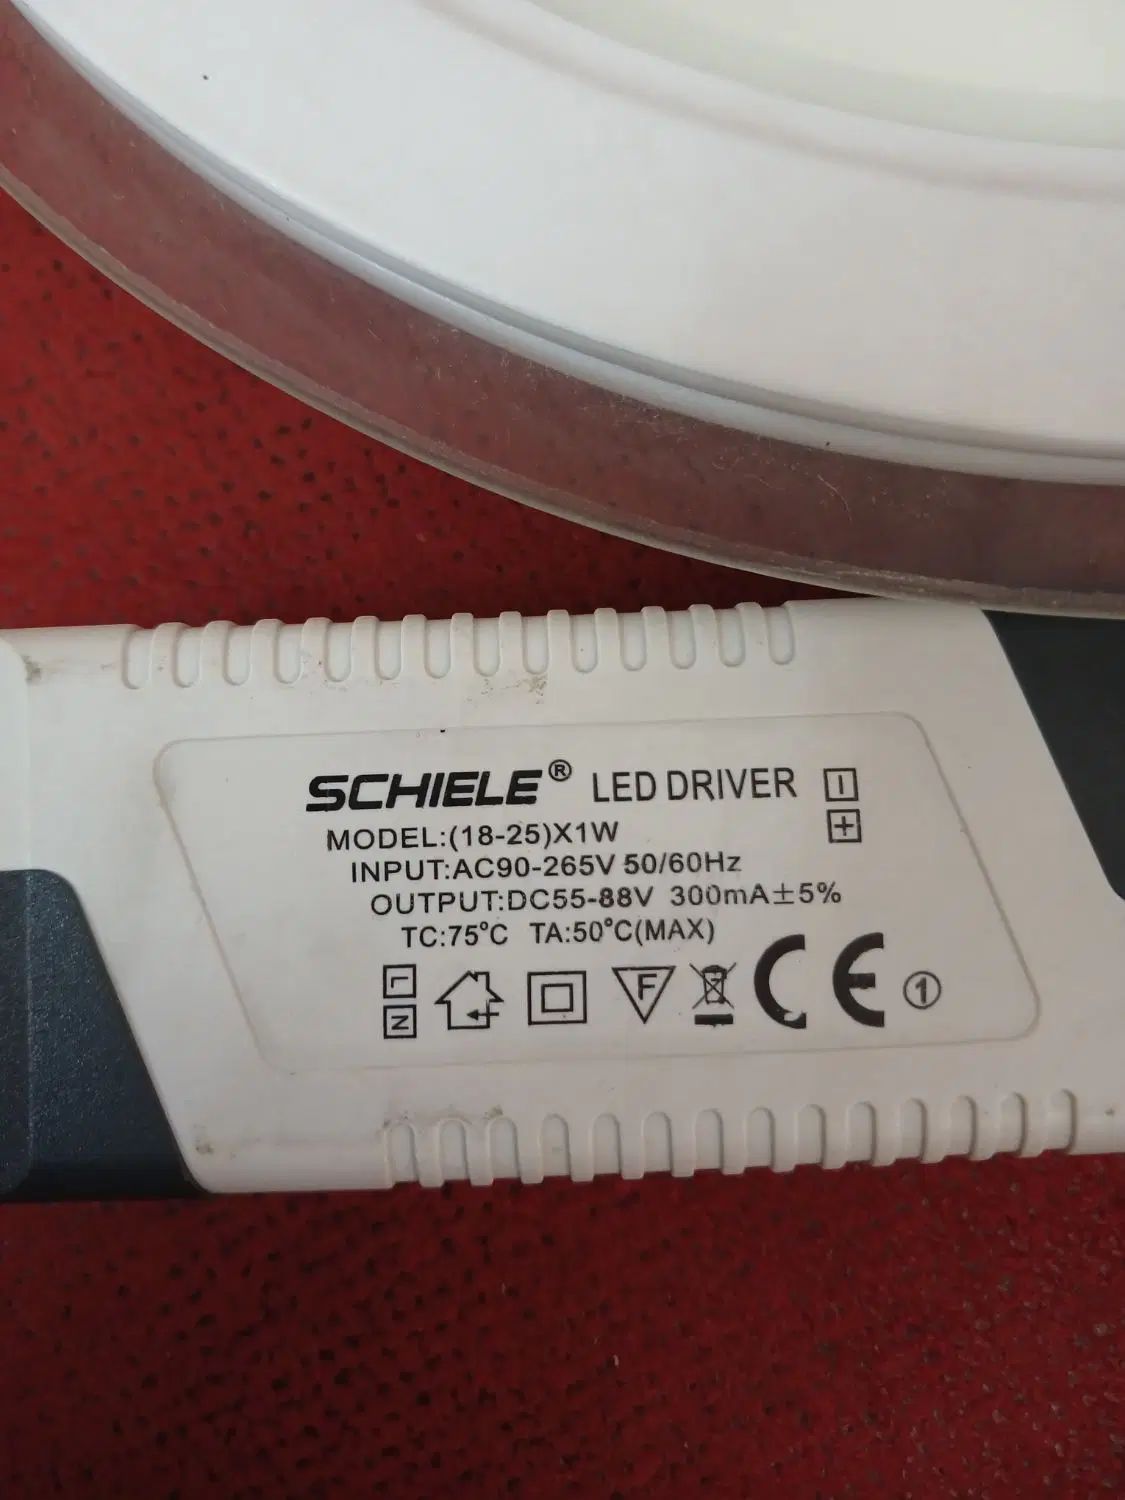 SCHIELE® LED DRIVER
MODEL:(18-25)X1W
INPUT:AC90-265V 50/60Hz
OUTPUT:DC55-88V 300mA±5%
TC:75°C TA:50°C(MAX)
L
N
F
CE
①